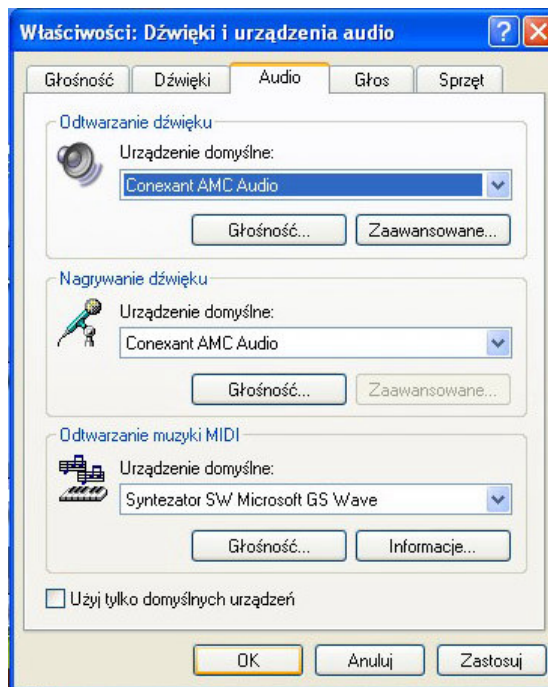 Właściwości: Dźwięki i urządzenia audio
Głośność Dźwięki Audio Głos Sprzęt
Odtwarzanie dźwięku
Urządzenie domyślne:
Conexant AMC Audio
Głośność... Zaawansowane...
Nagrywanie dźwięku
Urządzenie domyślne:
Conexant AMC Audio
Głośność... Zaawansowane...
Odtwarzanie muzyki MIDI
Urządzenie domyślne:
Syntezator SW Microsoft GS Wave
Głośność... Informacje...
Użyj tylko domyślnych urządzeń
OK Anuluj Zastosuj